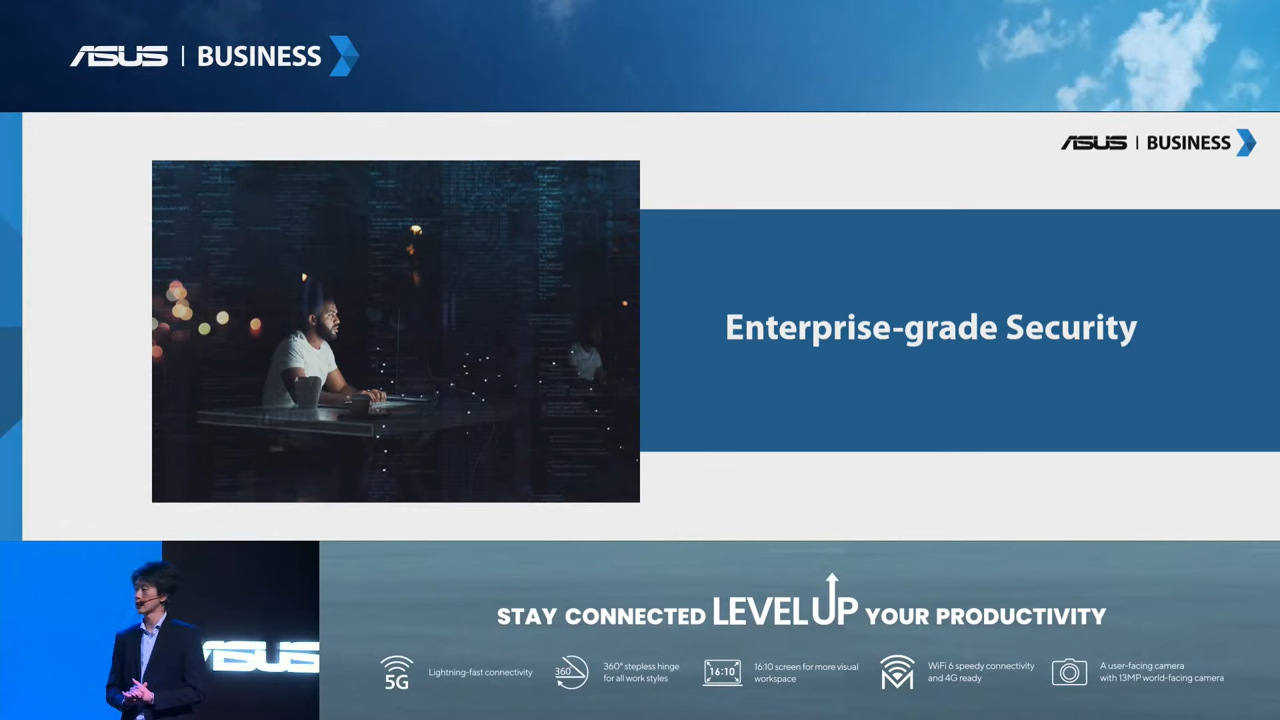 ASUS | BUSINESS
ASUS | BUSINESS
Enterprise-grade Security
ASUS
STAY CONNECTED LEVEL UP YOUR PRODUCTIVITY
5G
Lightning-fast connectivity
360°
360° stepless hinge
for all work styles
16:10
16:10 screen for more visual
workspace
WiFi 6 speedy connectivity
and 4G ready
A user-facing camera
with 13MP world-facing camera